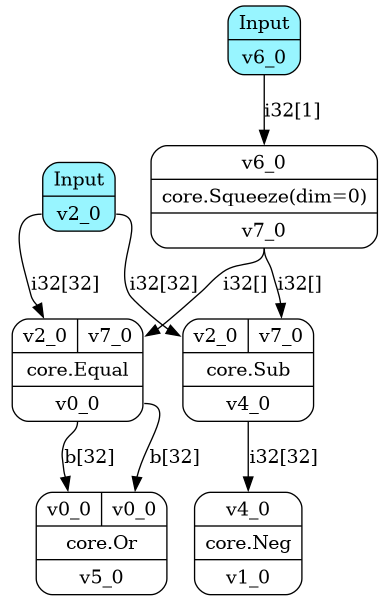 Input
v6_0
i32[1]
v6_0
core.Squeeze(dim=0)
v7_0
Input
v2_0
i32[32]
i32[32]
i32[]
i32[]
v2_0 v7_0
core.Equal
v0_0
v2_0 v7_0
core.Sub
v4_0
b[32]
b[32]
i32[32]
v0_0 v0_0
core.Or
v5_0
v4_0
core.Neg
v1_0